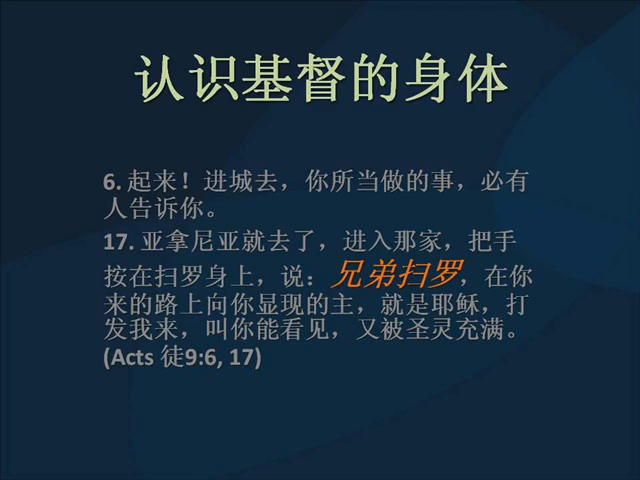 认识基督的身体
6. 起来！进城去，你所当做的事，必有
人告诉你。
17. 亚拿尼亚就去了，进入那家，把手
按在扫罗身上，说：兄弟扫罗，在你
来的路上向你显现的主，就是耶稣，打
发我来，叫你能看见，又被圣灵充满。
(Acts 徒9:6, 17)